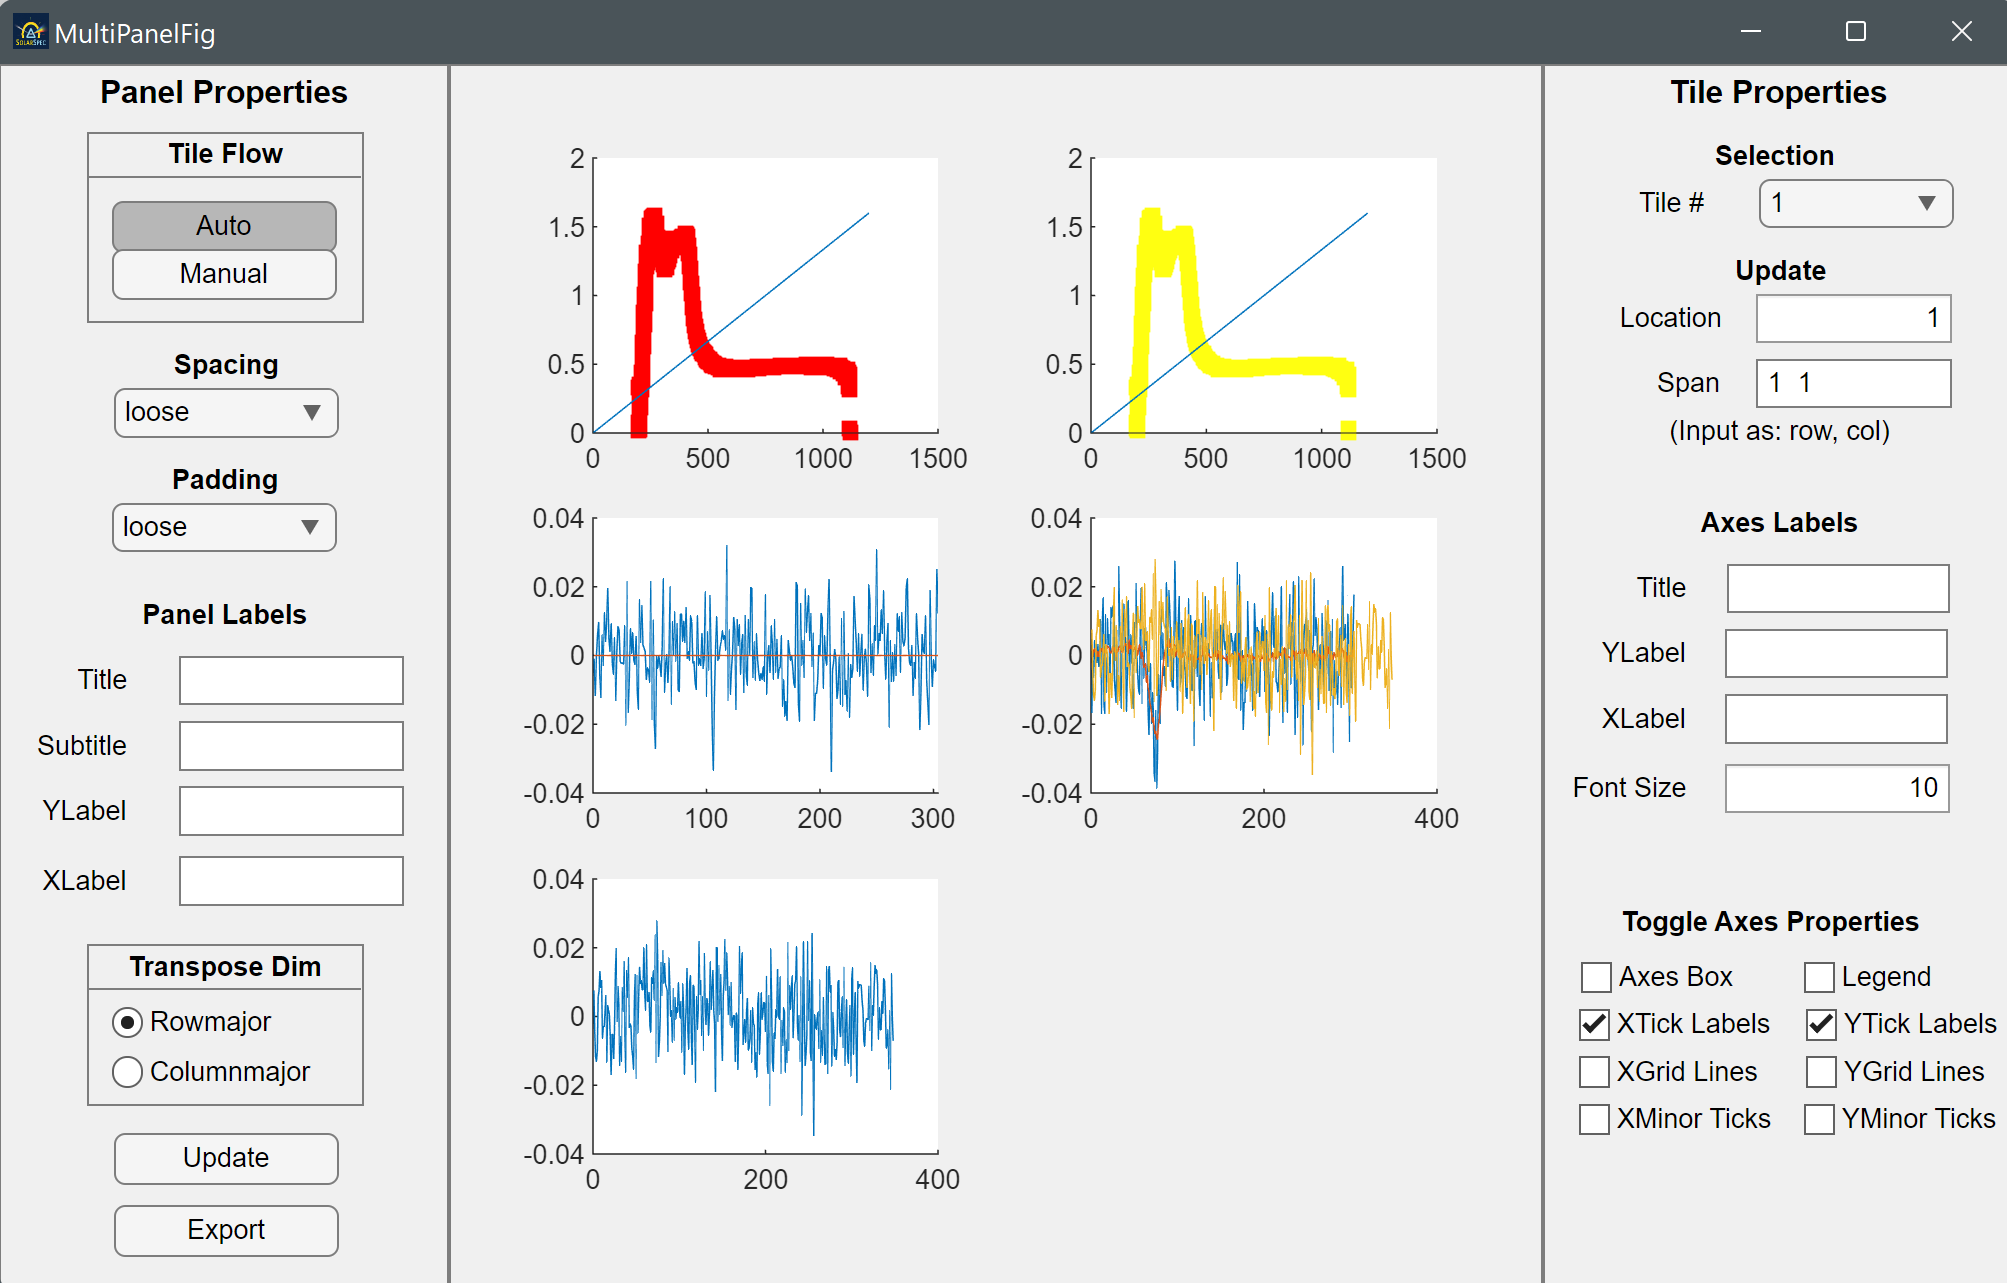 SOLARSPEC
MultiPanelFig
Panel Properties
Tile Flow
Auto
Manual
Spacing
loose
Padding
loose
Panel Labels
Title
Subtitle
YLabel
XLabel
Transpose Dim
Rowmajor
Columnmajor
Update
Export
2
1.5
1
0.5
0
0 500 1000 1500
2
1.5
1
0.5
0
0 500 1000 1500
0.04
0.02
0
-0.02
-0.04
0 100 200 300
0.04
0.02
0
-0.02
-0.04
0 200 400
0.04
0.02
0
-0.02
-0.04
0 200 400
Tile Properties
Selection
Tile # 1
Update
Location 1
Span 1 1
(Input as: row, col)
Axes Labels
Title
YLabel
XLabel
Font Size 10
Toggle Axes Properties
Axes Box Legend
XTick Labels YTick Labels
XGrid Lines YGrid Lines
XMinor Ticks YMinor Ticks